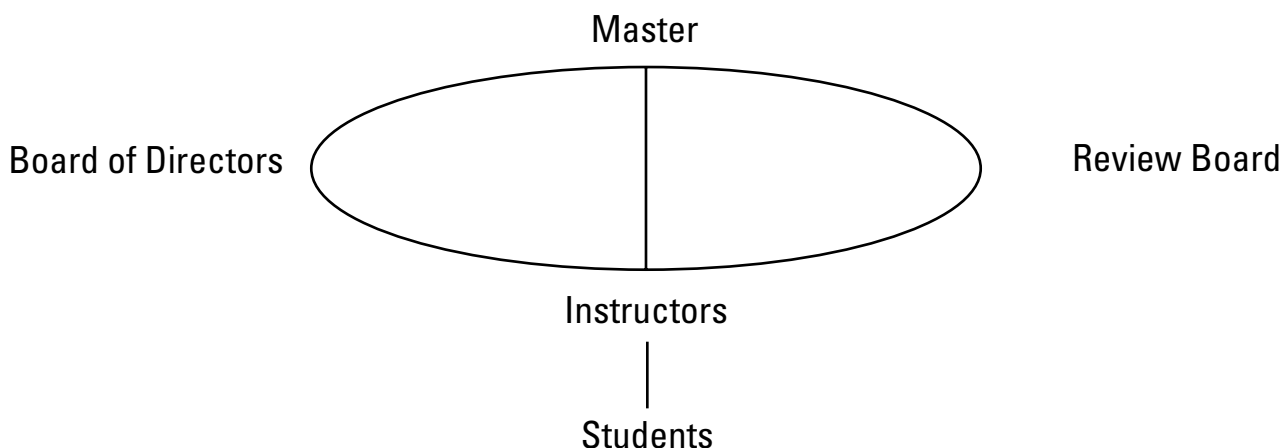 Master
Board of Directors
Review Board
Instructors
Students